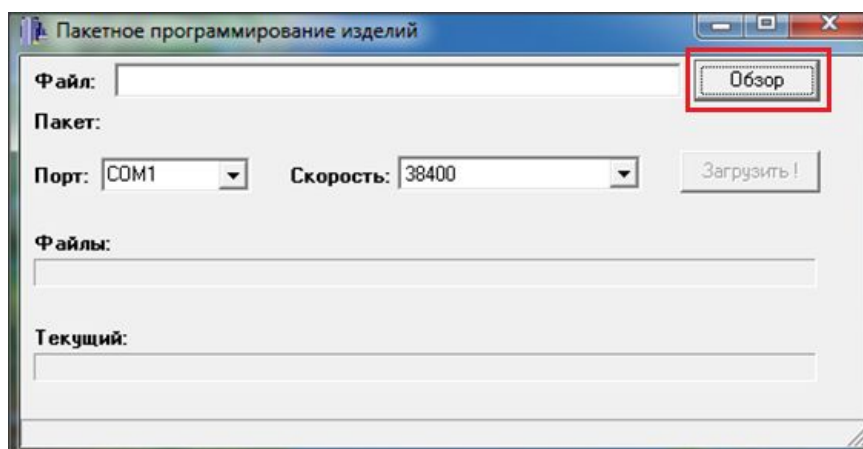 Пакетное программирование изделий
Файл: Обзор
Пакет:
Порт: COM1 Скорость: 38400 Загрузить !
Файлы:
Текущий: